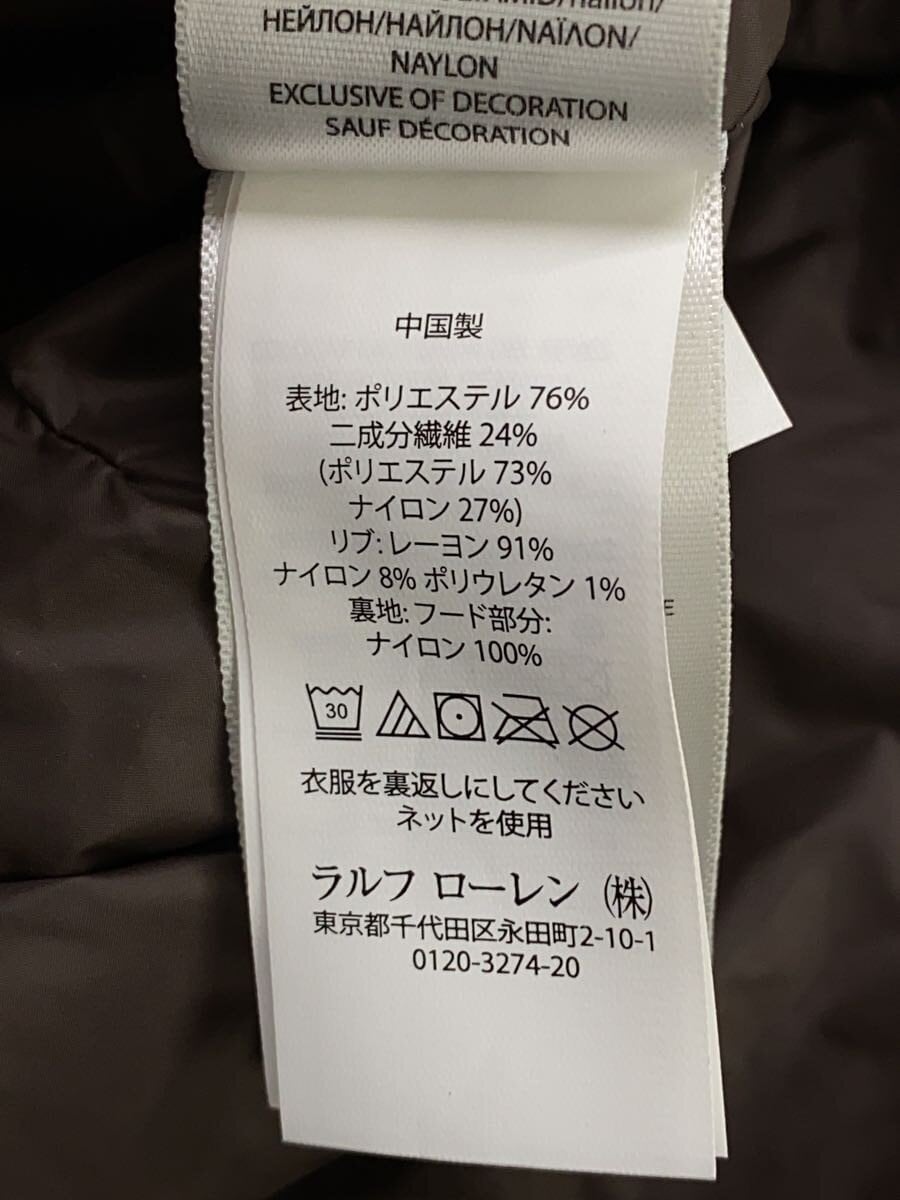 НЕЙЛОН/НАЙЛОН/ΝΑΪΛΟΝ/
NAYLON
EXCLUSIVE OF DECORATION
SAUF DÉCORATION
中国製
表地: ポリエステル 76%
二成分繊維 24%
(ポリエステル 73%
ナイロン 27%)
リブ: レーヨン 91%
ナイロン 8% ポリウレタン 1%
裏地: フード部分:
ナイロン 100%
30
衣服を裏返しにしてください
ネットを使用
ラルフ ローレン (株)
東京都千代田区永田町2-10-1
0120-3274-20
E